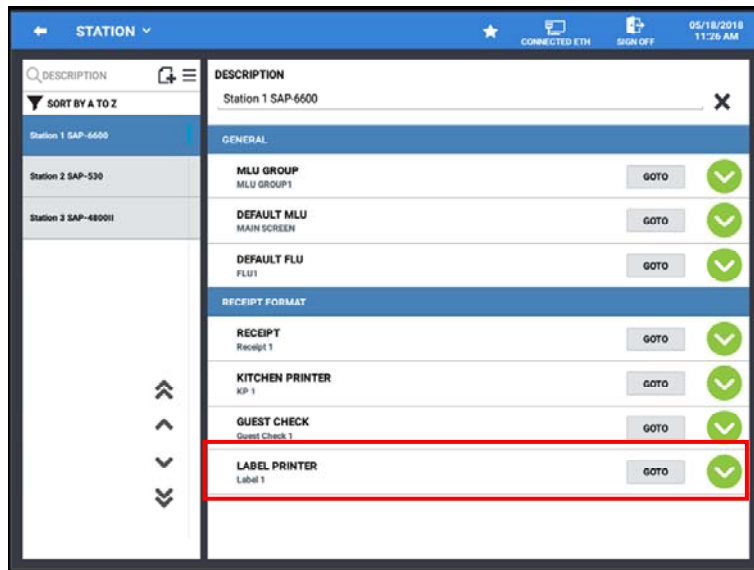 STATION
CONNECTED ETH
SIGN OFF
05/18/2018
11:26 AM
DESCRIPTION
SORT BY A TO Z
Station 1 SAP-6600
Station 2 SAP-530
Station 3 SAP-4800II
DESCRIPTION
Station 1 SAP-6600
GENERAL
MLU GROUP
MLU GROUP1
GOTO
DEFAULT MLU
MAIN SCREEN
GOTO
DEFAULT FLU
FLU1
GOTO
RECEIPT FORMAT
RECEIPT
Receipt 1
GOTO
KITCHEN PRINTER
KP 1
GOTO
GUEST CHECK
Guest Check 1
GOTO
LABEL PRINTER
Label 1
GOTO